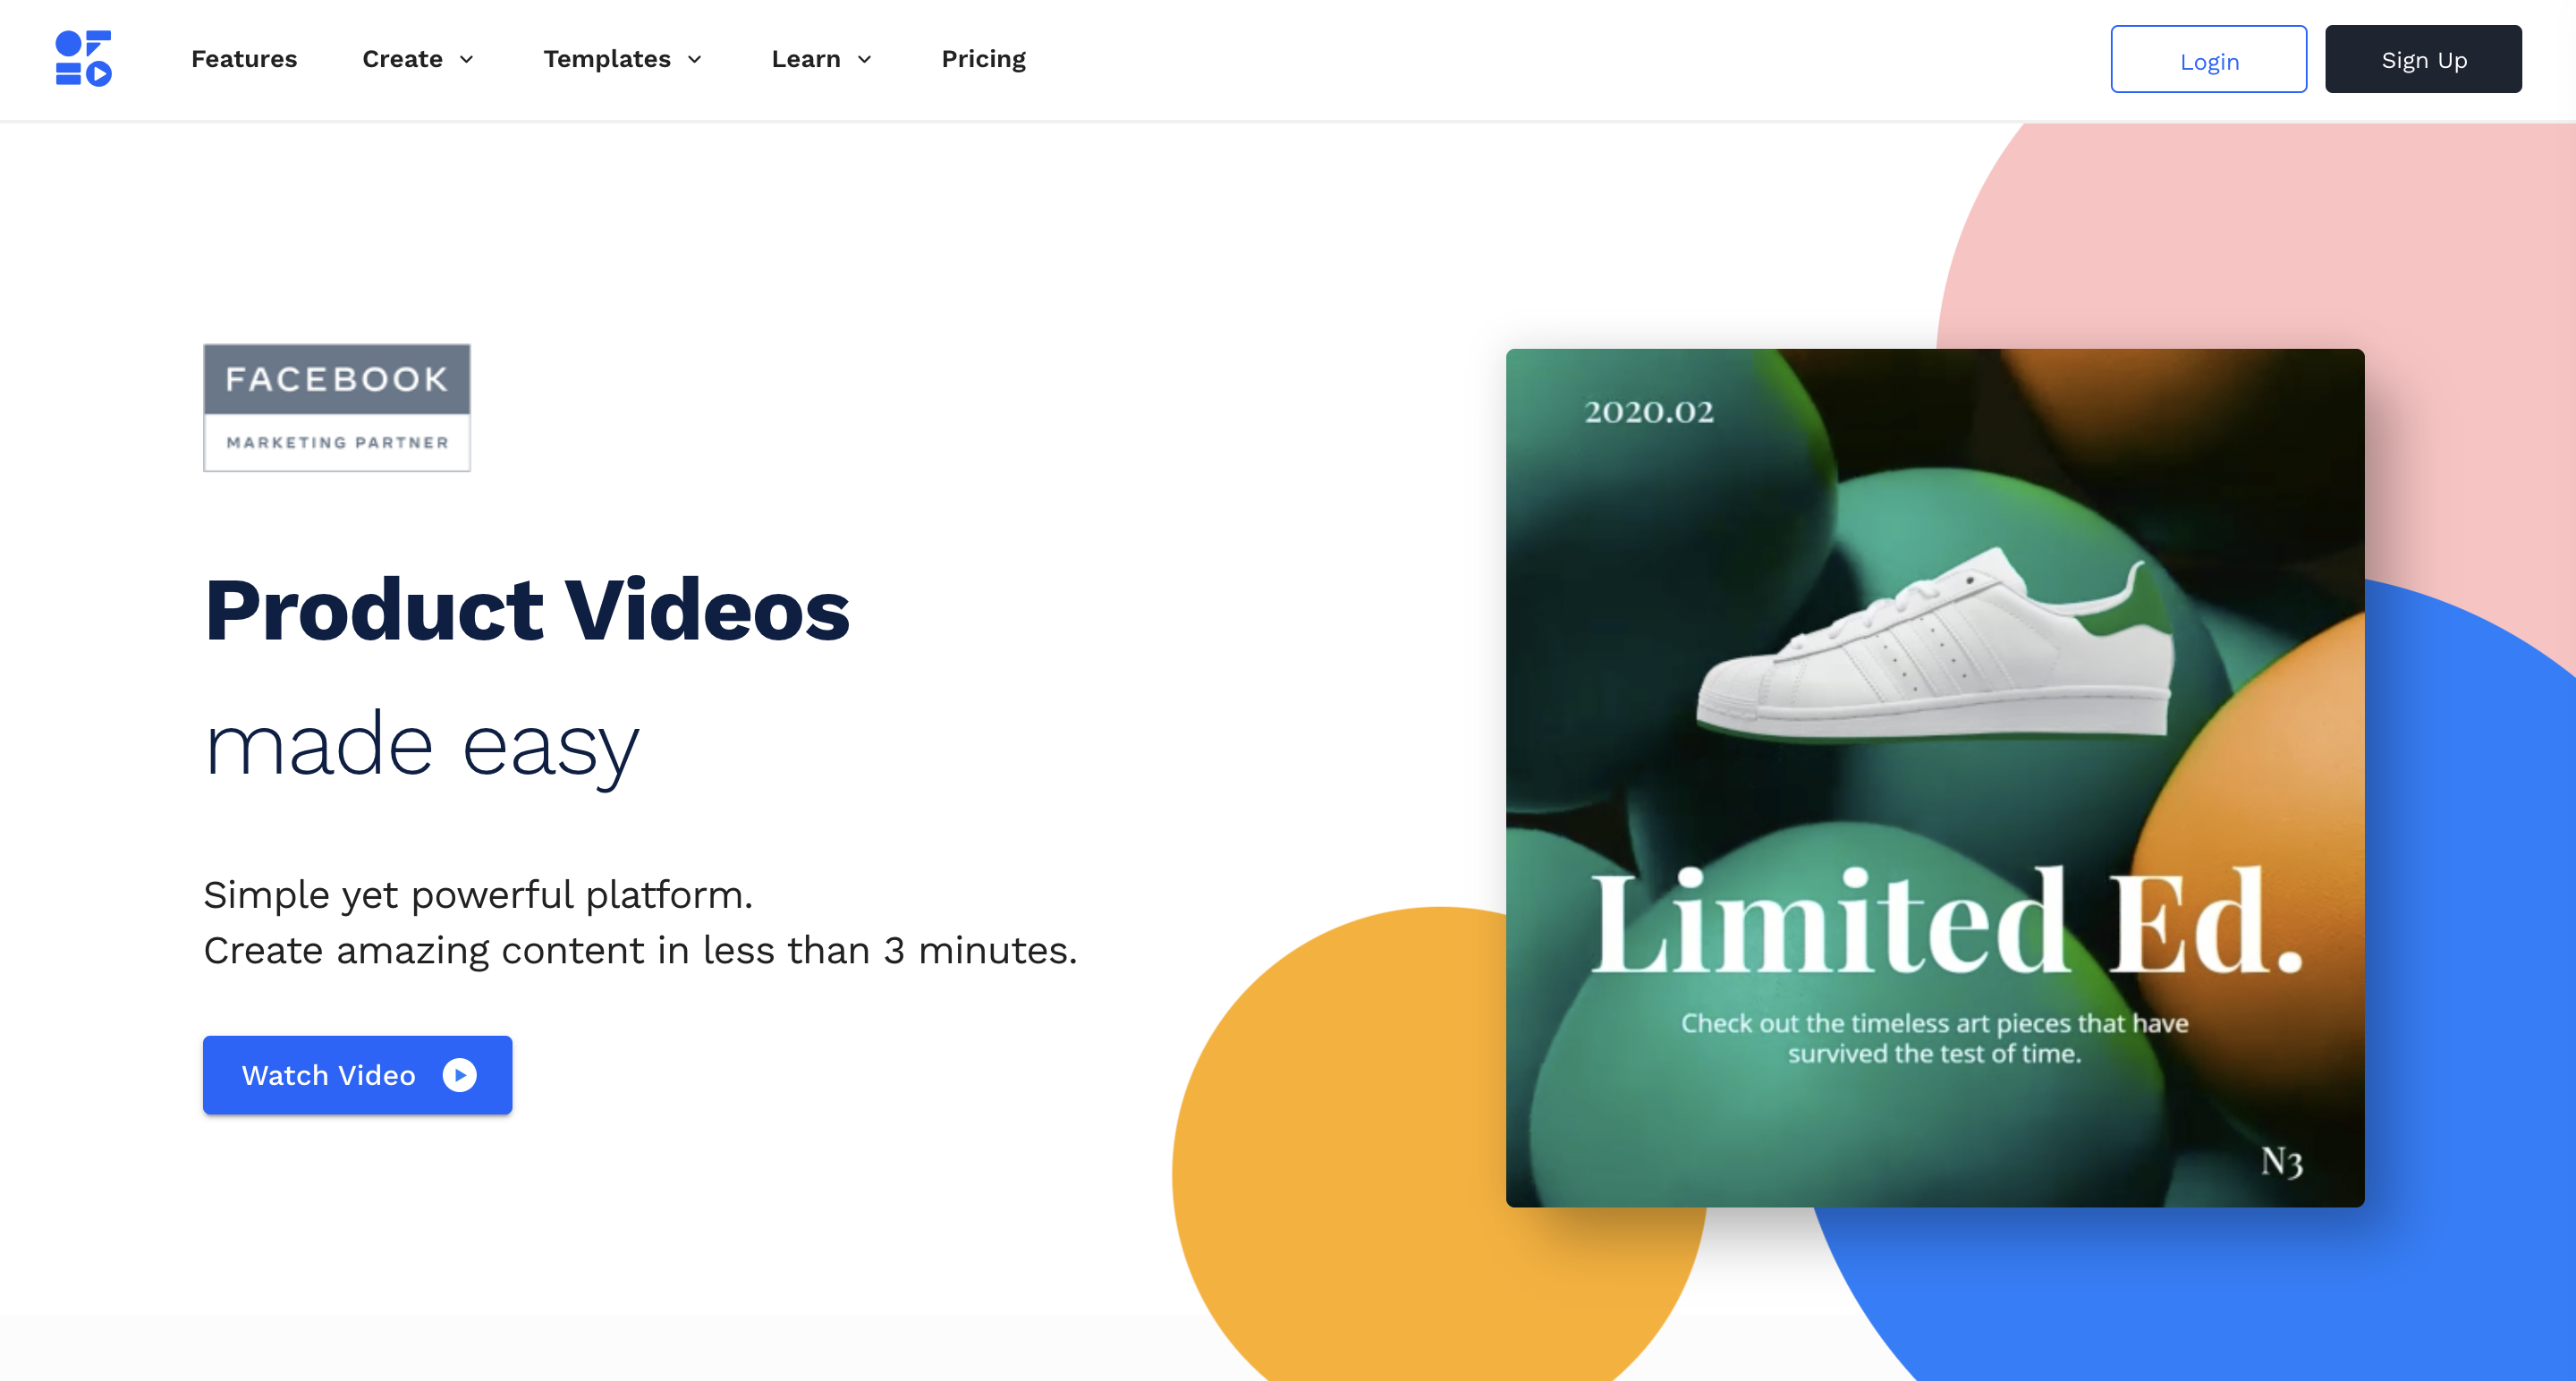 Features
Create
Templates
Learn
Pricing
Login
Sign Up
FACEBOOK
MARKETING PARTNER
Product Videos
made easy
Simple yet powerful platform.
Create amazing content in less than 3 minutes.
Watch Video
2020.02
Limited Ed.
Check out the timeless art pieces that have
survived the test of time.
N3